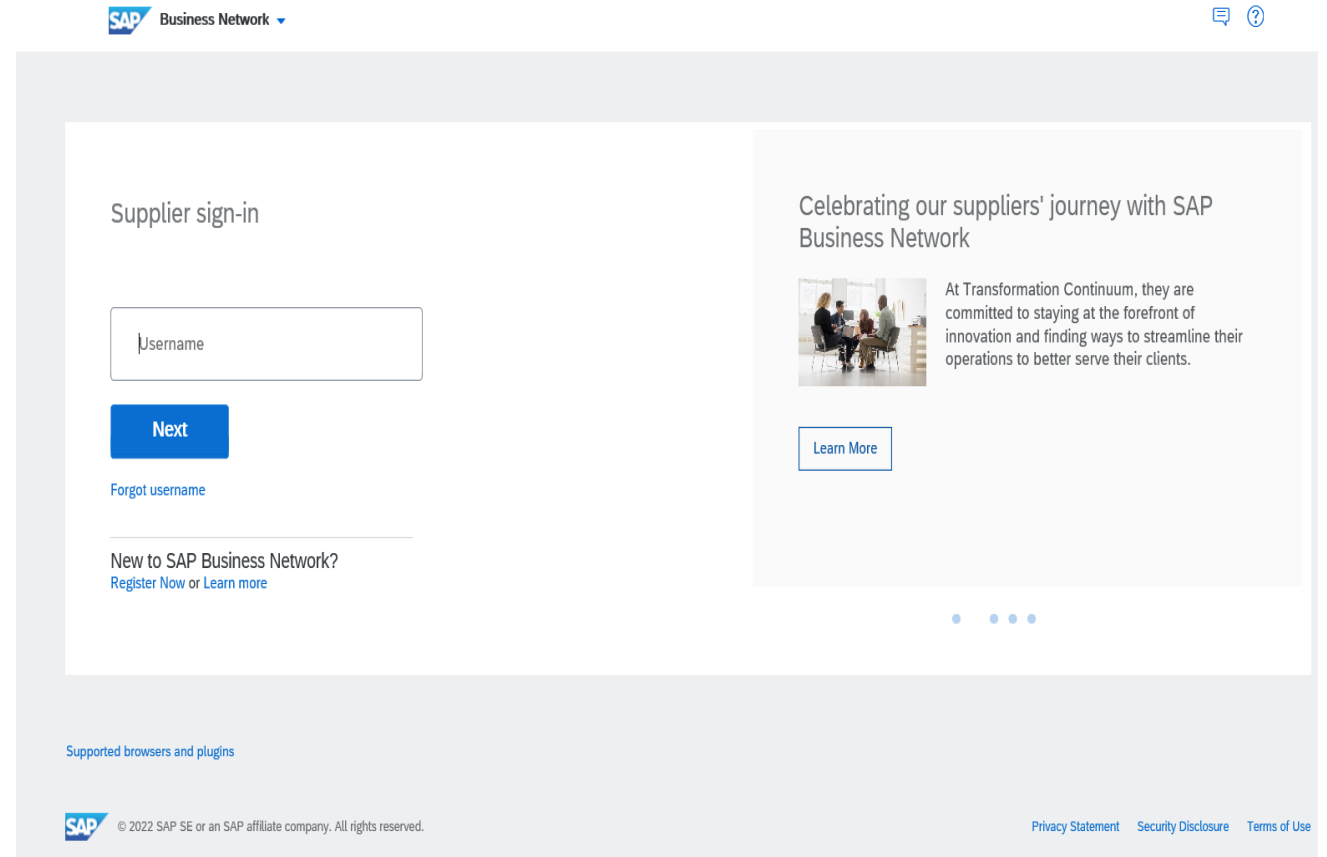 SAP Business Network
Supplier sign-in
Username
Next
Forgot username
New to SAP Business Network?
Register Now or Learn more
Celebrating our suppliers' journey with SAP
Business Network
At Transformation Continuum, they are
committed to staying at the forefront of
innovation and finding ways to streamline their
operations to better serve their clients.
Learn More
Supported browsers and plugins
SAP © 2022 SAP SE or an SAP affiliate company. All rights reserved.
Privacy Statement Security Disclosure Terms of Use